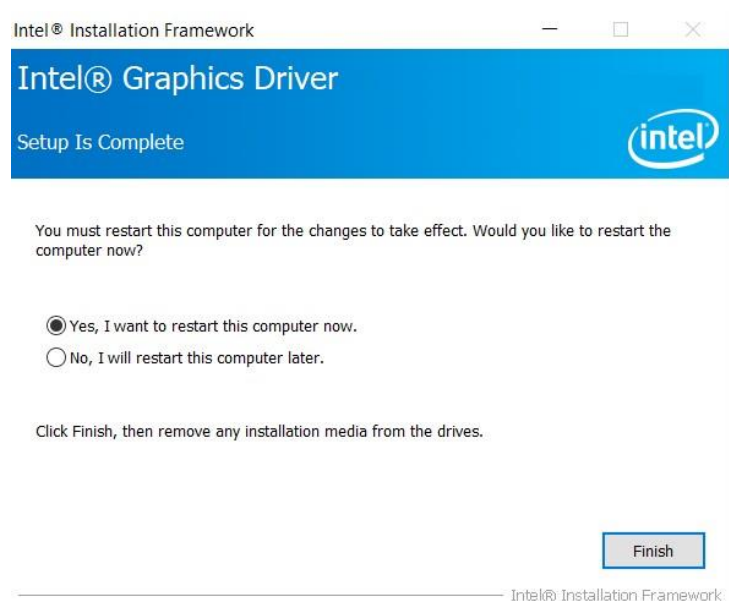 Intel® Installation Framework
Intel® Graphics Driver
Setup Is Complete
intel
You must restart this computer for the changes to take effect. Would you like to restart the
computer now?
Yes, I want to restart this computer now.
No, I will restart this computer later.
Click Finish, then remove any installation media from the drives.
Finish
Intel® Installation Framework